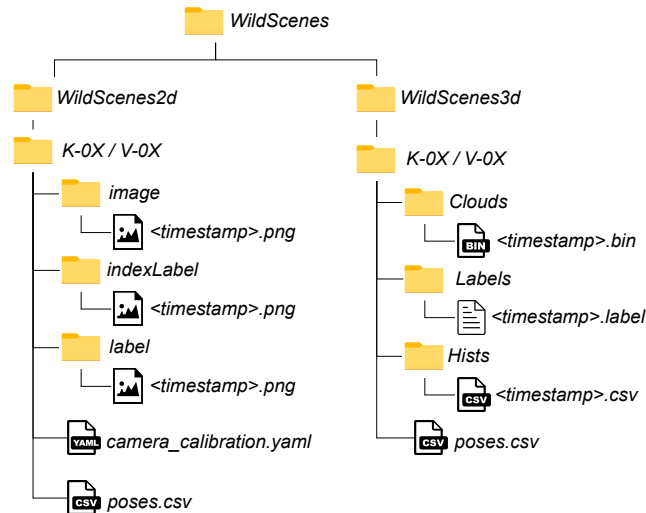 WildScenes
WildScenes2d
K-0X / V-0X
image
<timestamp>.png
indexLabel
<timestamp>.png
label
<timestamp>.png
YAML camera_calibration.yaml
CSV poses.csv
WildScenes3d
K-0X / V-0X
Clouds
BIN <timestamp>.bin
Labels
<timestamp>.label
Hists
CSV <timestamp>.csv
CSV poses.csv